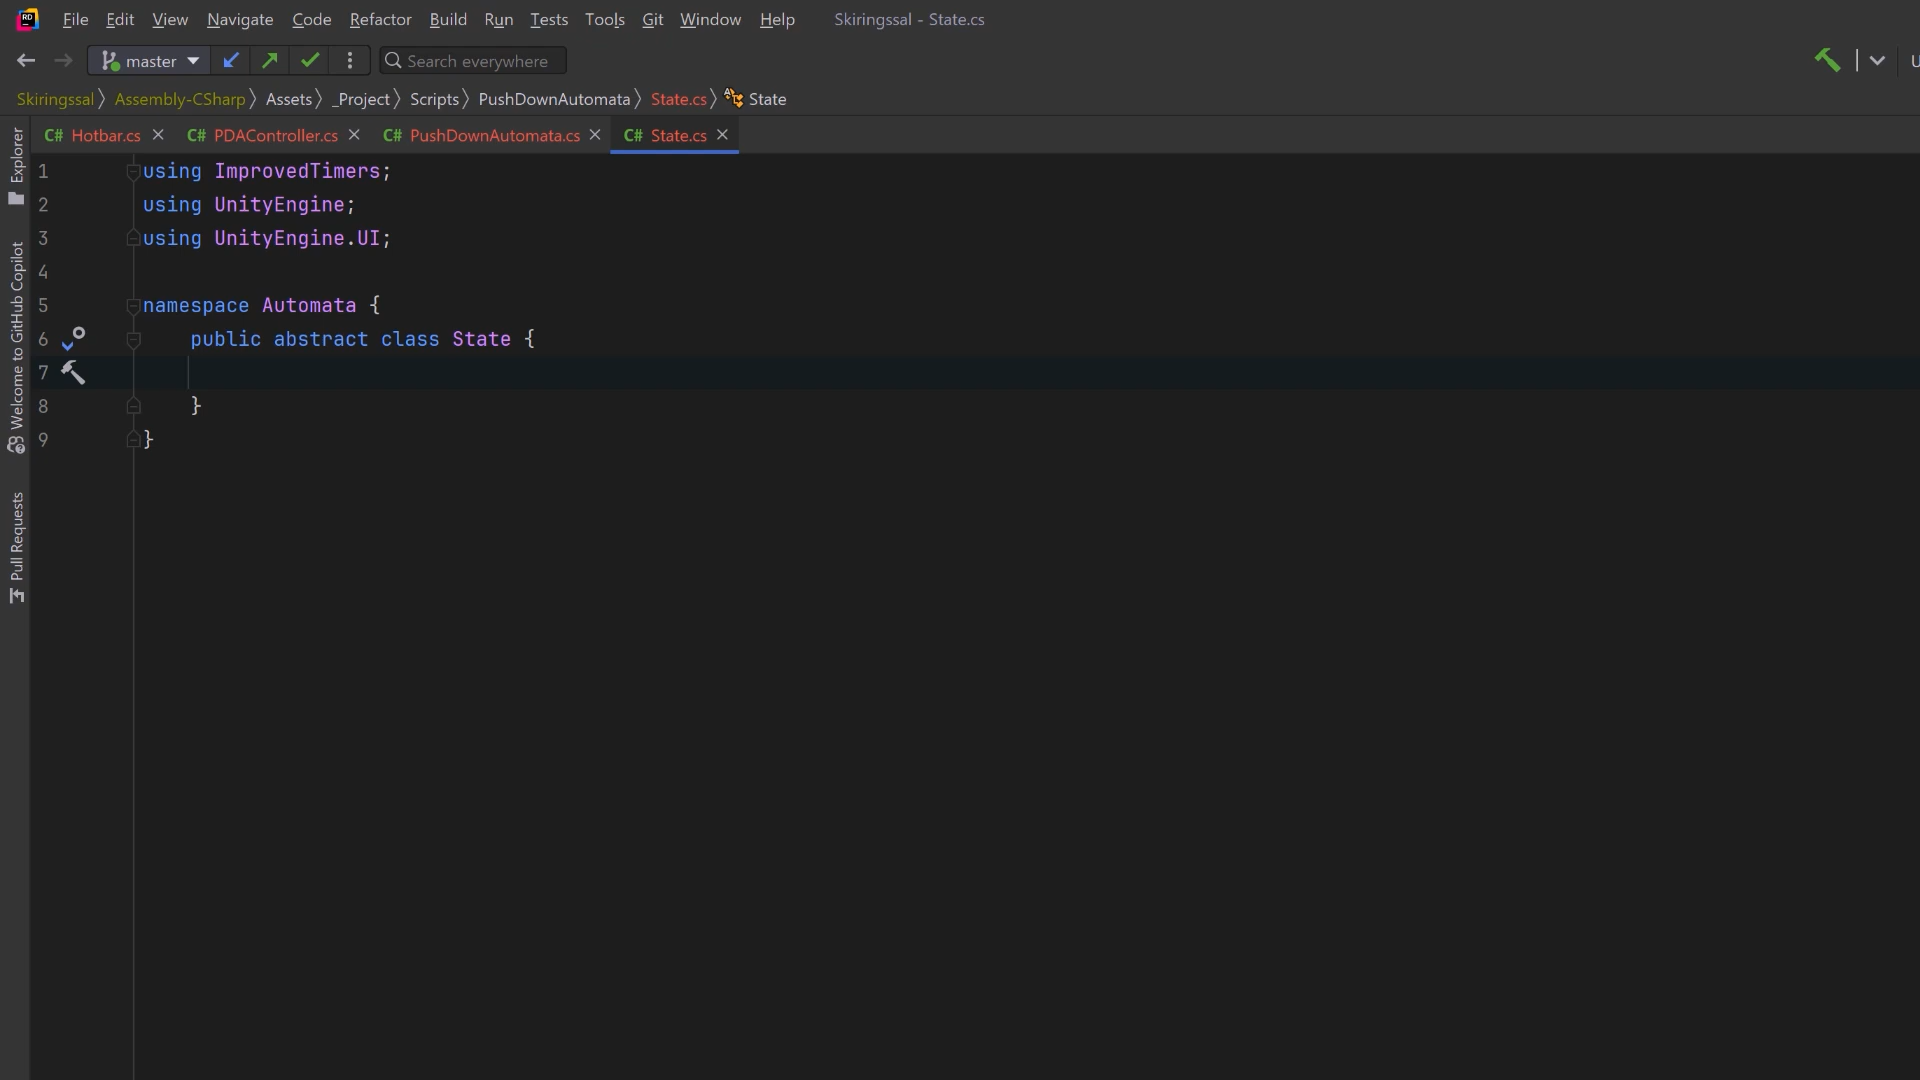 File Edit View Navigate Code Refactor Build Run Tests Tools Git Window Help Skiringssal - State.cs
master Search everywhere U
Skiringssal Assembly-CSharp Assets _Project Scripts PushDownAutomata State.cs State
C# Hotbar.cs C# PDAController.cs C# PushDownAutomata.cs C# State.cs
Explorer
Welcome to GitHub Copilot
Pull Requests
1 using ImprovedTimers;
2 using UnityEngine;
3 using UnityEngine.UI;
4
5 namespace Automata {
6 public abstract class State {
7
8 }
9 }